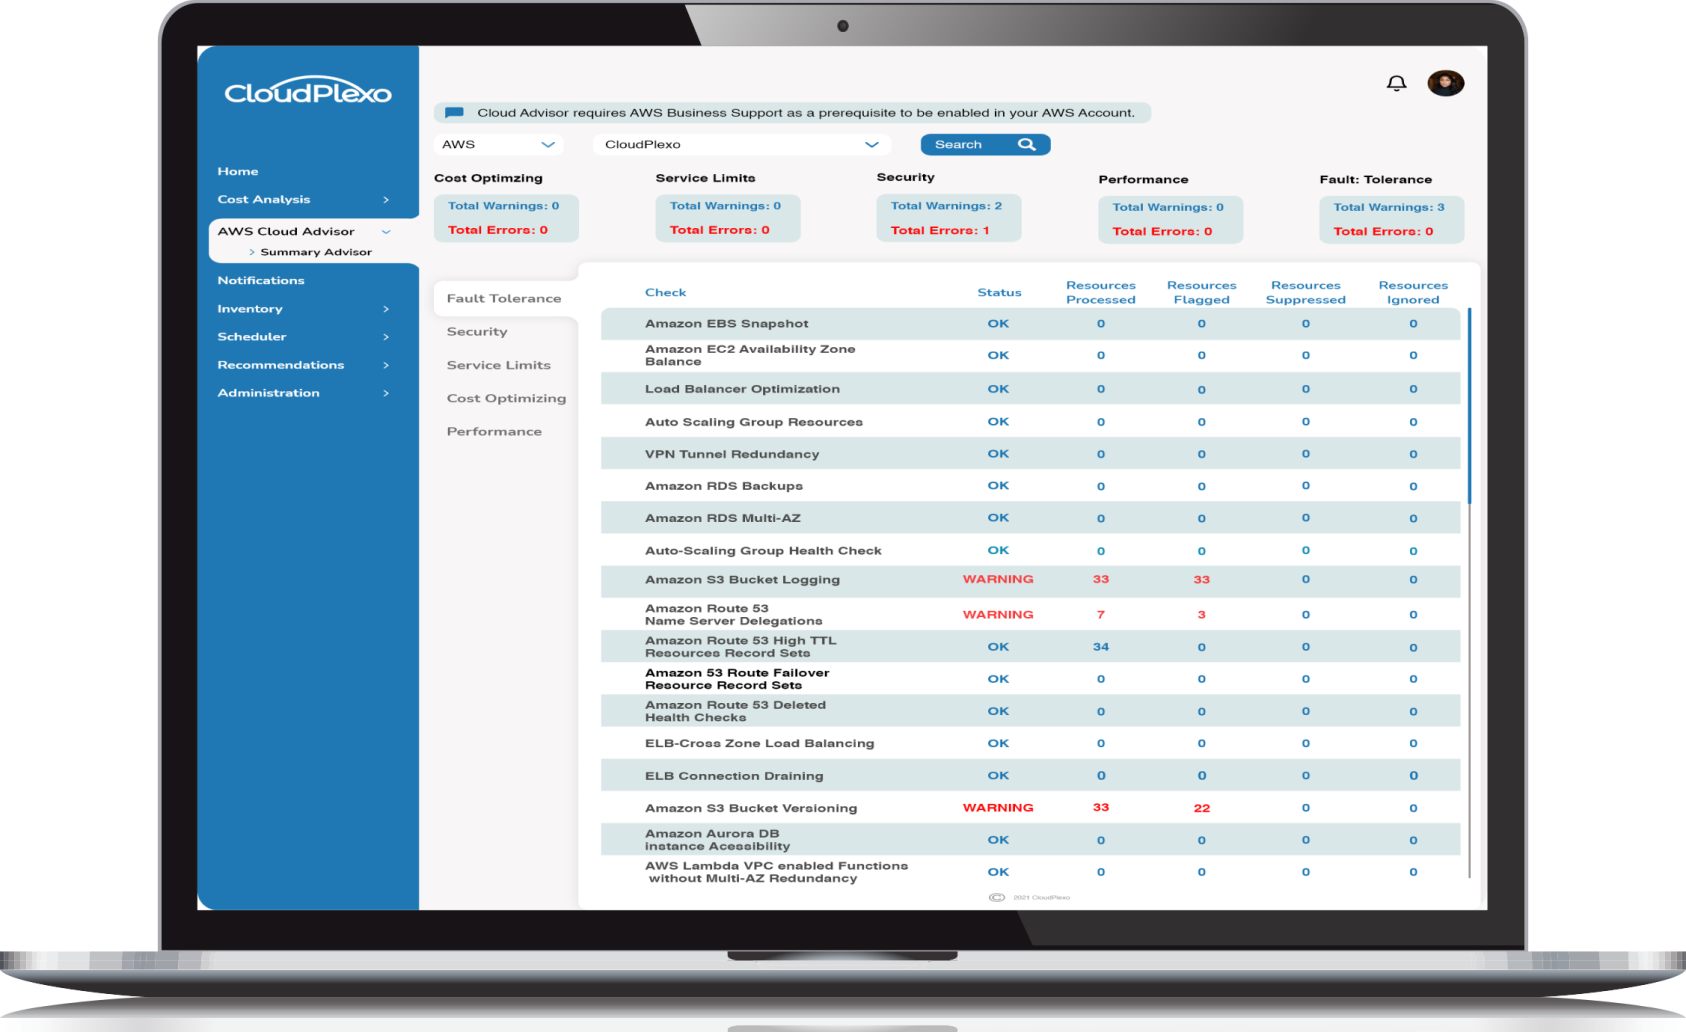 CloudPlexo
Home
Cost Analysis
AWS Cloud Advisor
Summary Advisor
Notifications
Inventory
Scheduler
Recommendations
Administration
Cloud Advisor requires AWS Business Support as a prerequisite to be enabled in your AWS Account.
AWS CloudPlexo Search
Cost Optimzing Service Limits Security Performance Fault: Tolerance
Total Warnings: 0 Total Warnings: 0 Total Warnings: 2 Total Warnings: 0 Total Warnings: 3
Total Errors: 0 Total Errors: 0 Total Errors: 1 Total Errors: 0 Total Errors: 0
Fault Tolerance
Security
Service Limits
Cost Optimizing
Performance
Check Status Resources Processed Resources Flagged Resources Suppressed Resources Ignored
Amazon EBS Snapshot OK 0 0 0 0
Amazon EC2 Availability Zone
Balance OK 0 0 0 0
Load Balancer Optimization OK 0 0 0 0
Auto Scaling Group Resources OK 0 0 0 0
VPN Tunnel Redundancy OK 0 0 0 0
Amazon RDS Backups OK 0 0 0 0
Amazon RDS Multi-AZ OK 0 0 0 0
Auto-Scaling Group Health Check OK 0 0 0 0
Amazon S3 Bucket Logging WARNING 33 33 0 0
Amazon Route 53
Name Server Delegations WARNING 7 3 0 0
Amazon Route 53 High TTL
Resources Record Sets OK 34 0 0 0
Amazon 53 Route Failover
Resource Record Sets OK 0 0 0 0
Amazon Route 53 Deleted
Health Checks OK 0 0 0 0
ELB-Cross Zone Load Balancing OK 0 0 0 0
ELB Connection Draining OK 0 0 0 0
Amazon S3 Bucket Versioning WARNING 33 22 0 0
Amazon Aurora DB
instance Acessibility OK 0 0 0 0
AWS Lambda VPC enabled Functions
without Multi-AZ Redundancy OK 0 0 0 0
© 2021 CloudPlexo